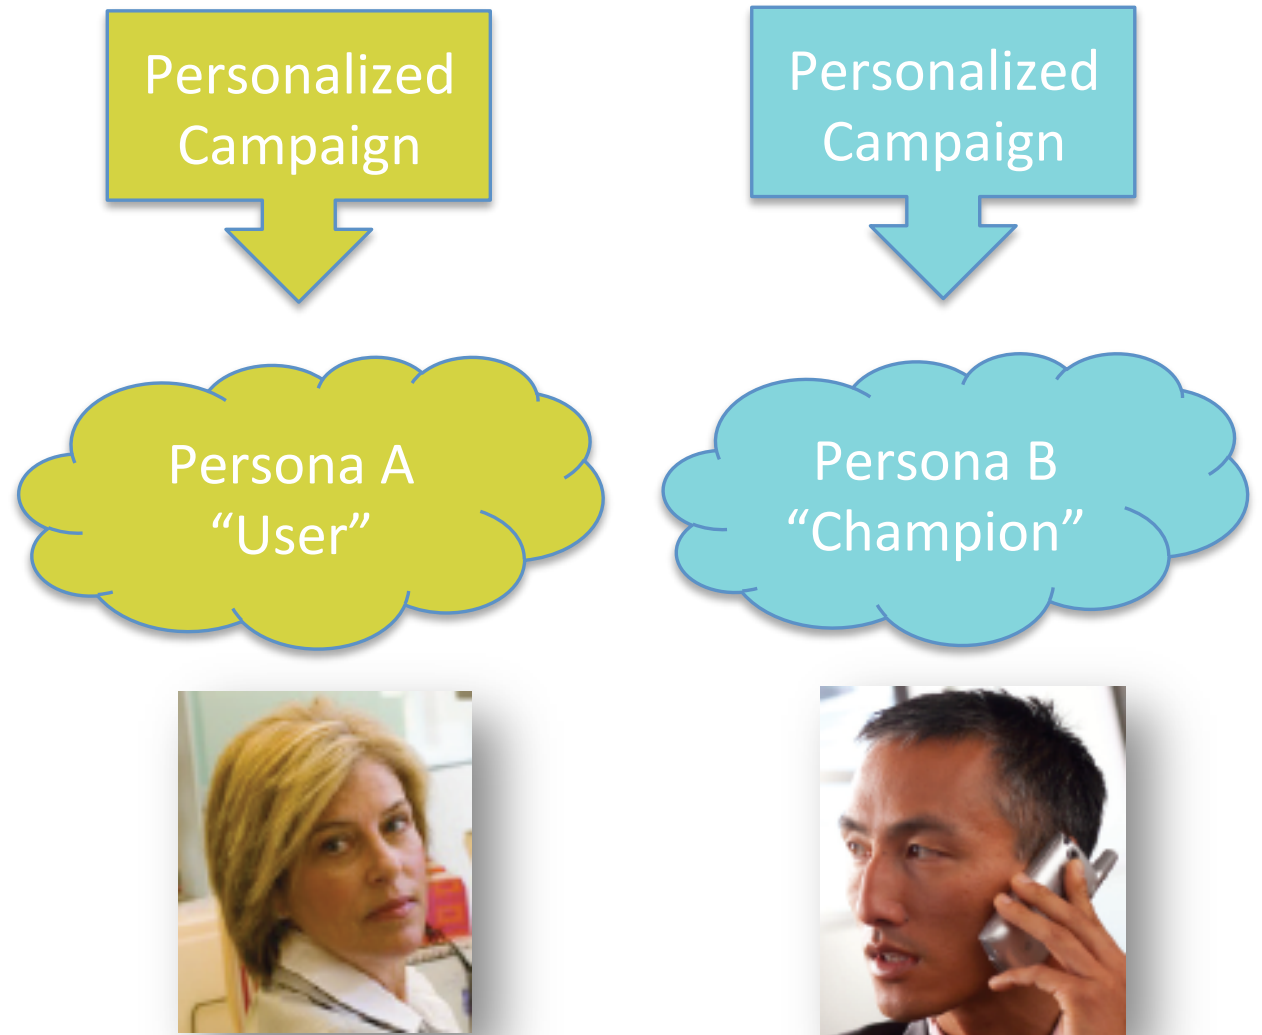 Personalized
Campaign
Personalized
Campaign
Persona A
“User”
Persona B
“Champion”